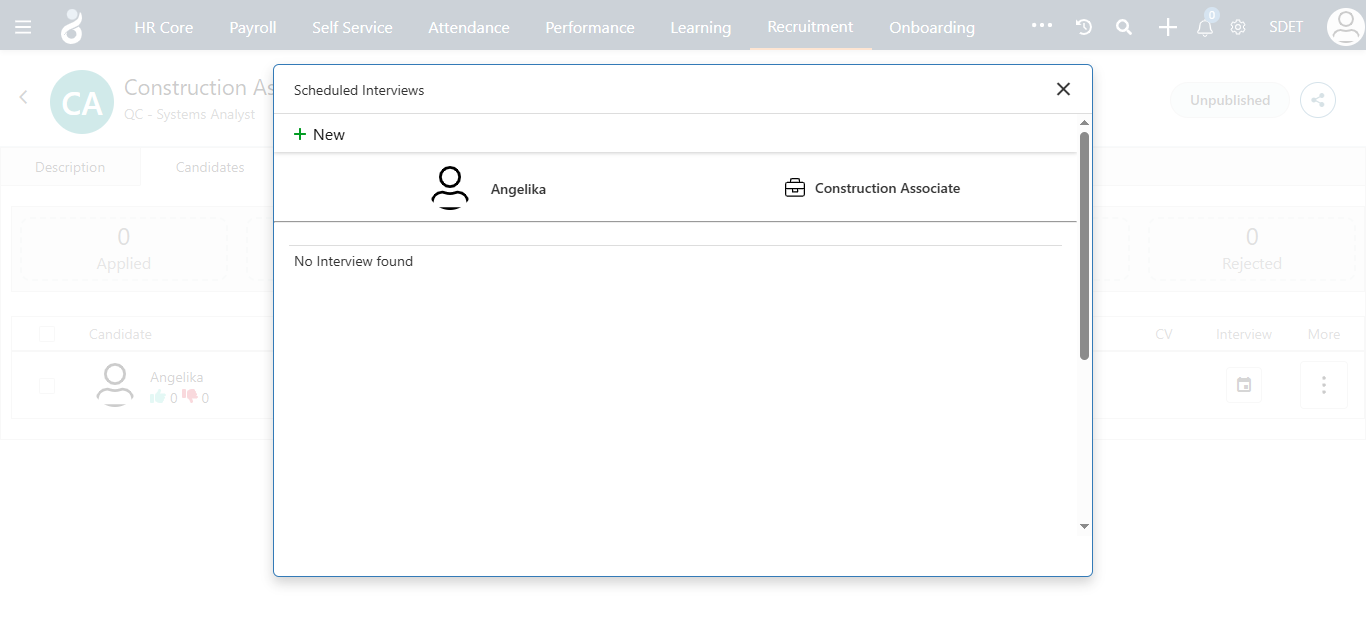 HR Core Payroll Self Service Attendance Performance Learning Recruitment Onboarding ••• 0 SDET
CA
Construction As
QC - Systems Analyst
Unpublished
Scheduled Interviews
+ New
Angelika
Construction Associate
No Interview found
Description Candidates
0
Applied
0
Rejected
Candidate CV Interview More
Angelika
0 0